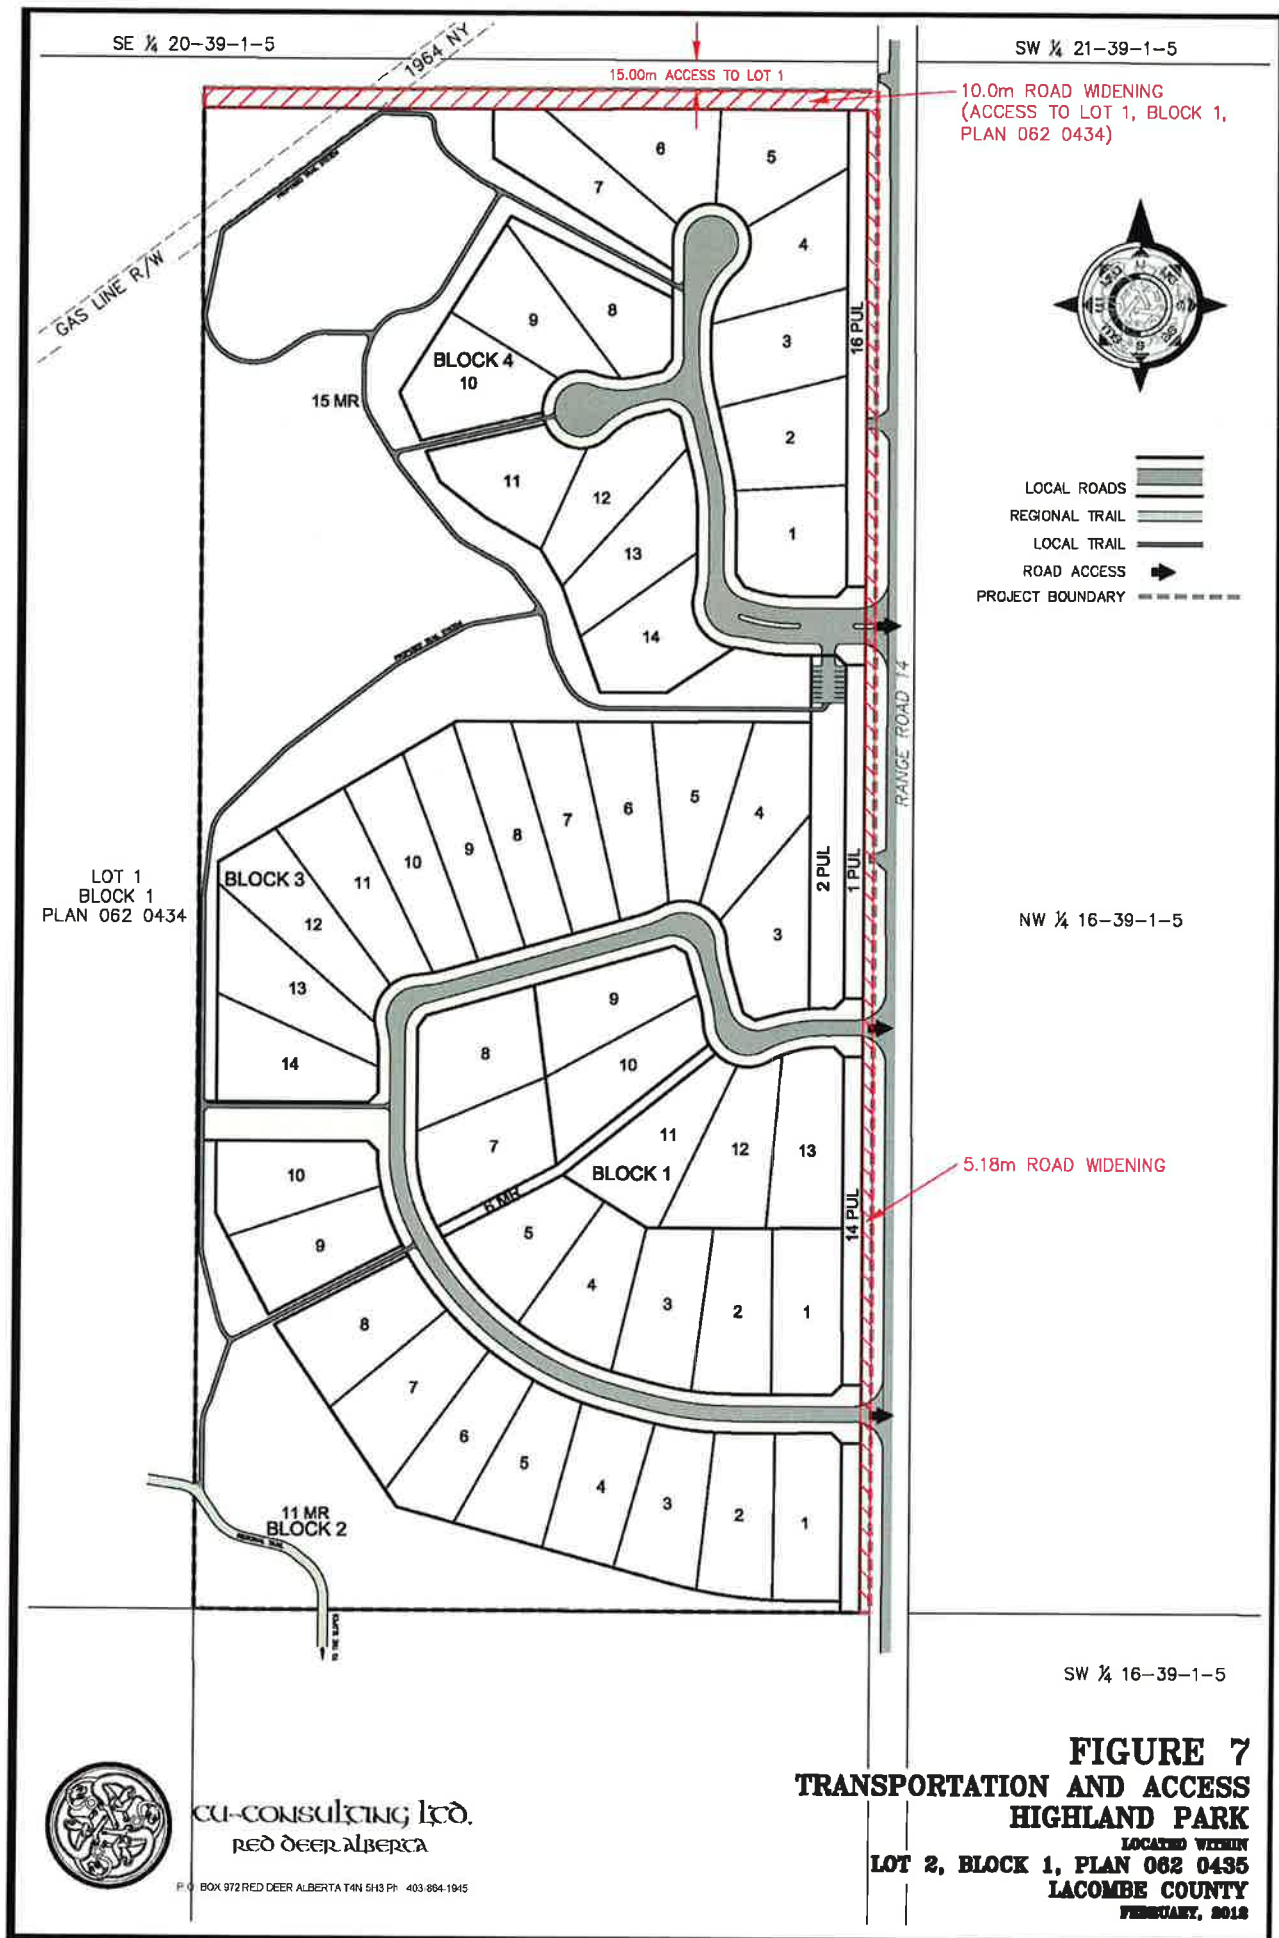 SE ¼ 20-39-1-5
1964 NY
SW ¼ 21-39-1-5
15.00m ACCESS TO LOT 1
10.0m ROAD WIDENING
(ACCESS TO LOT 1, BLOCK 1,
PLAN 062 0434)
GAS LINE R/W
6
5
7
4
8
9
3
16 PUL
BLOCK 4
10
15 MR
2
11
12
13
1
14
LOCAL ROADS
REGIONAL TRAIL
LOCAL TRAIL
ROAD ACCESS
PROJECT BOUNDARY
RANGE ROAD 14
LOT 1
BLOCK 1
PLAN 062 0434
BLOCK 3
14
13
12
11
10
9
8
7
6
5
4
3
2 PUL
1 PUL
NW ¼ 16-39-1-5
9
8
10
7
11
BLOCK 1
12
13
14 PUL
6 MR
5
4
3
2
1
5.18m ROAD WIDENING
10
9
8
7
6
5
4
3
2
1
11 MR
BLOCK 2
REGIONAL TRAIL
SW ¼ 16-39-1-5
FIGURE 7
TRANSPORTATION AND ACCESS
HIGHLAND PARK
LOCATED WITHIN
LOT 2, BLOCK 1, PLAN 062 0435
LACOMBE COUNTY
FEBRUARY, 2012
CU-CONSULTING LTD.
RED DEER ALBERTA
P.O. BOX 972 RED DEER ALBERTA T4N 5H3 Ph 403-864-1945